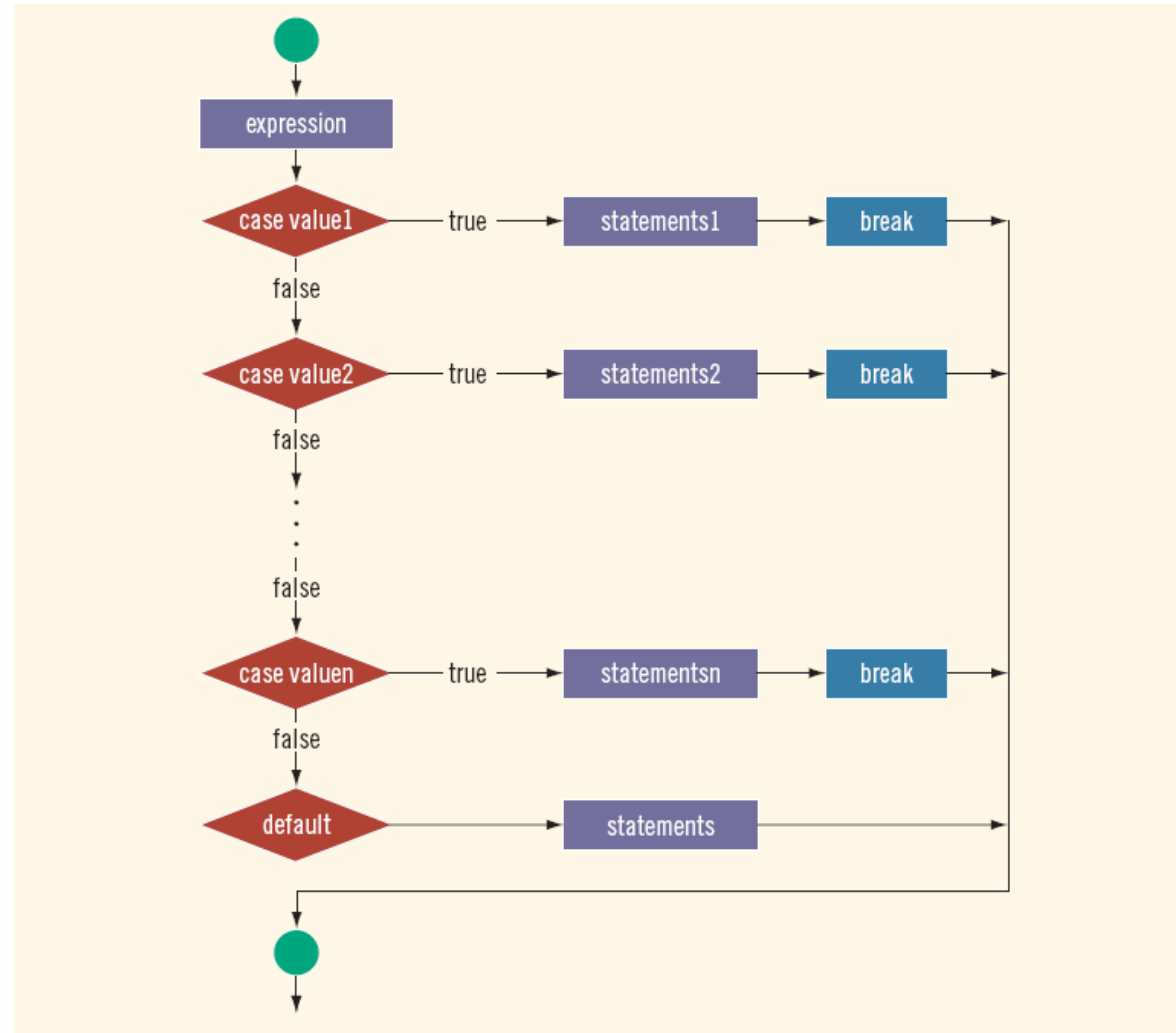 expression
case value1
true
statements1
break
false
case value2
true
statements2
break
false
false
case valuen
true
statementsn
break
false
default
statements